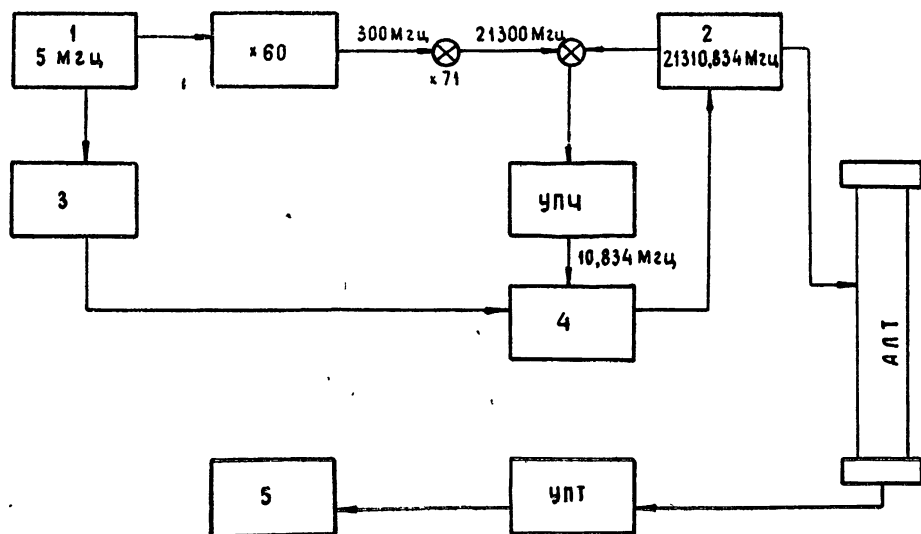 1
5 МГЦ
×60
300 МГЦ
×71
21300 МГЦ
2
21310,834 МГЦ
3
УПЧ
10,834 МГЦ
4
АЛТ
5
УПТ